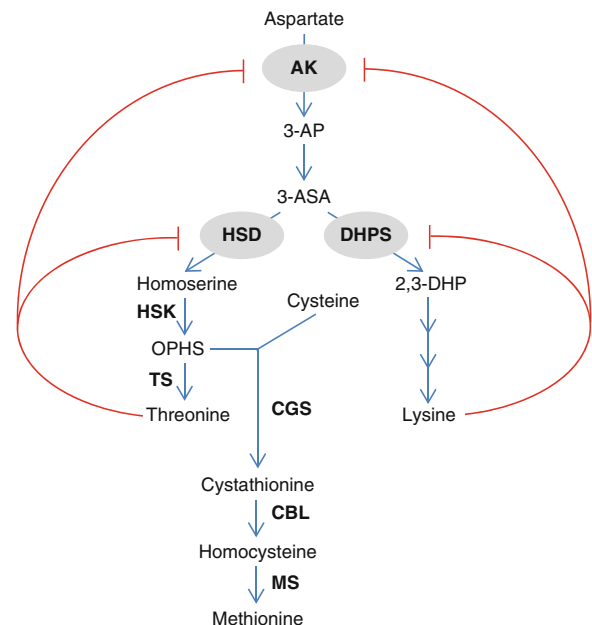 Aspartate
AK
3-AP
3-ASA
HSD DHPS
Homoserine 2,3-DHP
Cysteine
HSK
OPHS
TS
Threonine CGS Lysine
Cystathionine
CBL
Homocysteine
MS
Methionine